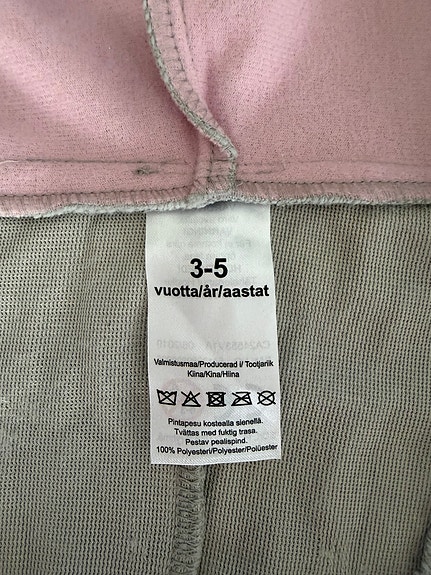 3-5
vuotta/år/aastat
Valmistusmaa/Producerad i/ Tootjariik
Kiina/Kina/Hiina
Pintapesu kostealla sienellä.
Tvättas med fuktig trasa.
Pestav pealispind.
100% Polyesteri/Polyester/Polüester